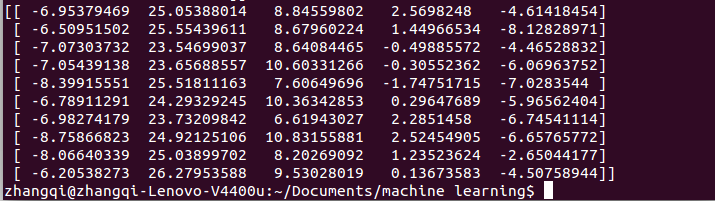 [[ -6.95379469 25.05388014 8.84559802 2.5698248 -4.61418454]
[ -6.50951502 25.55439611 8.67960224 1.44966534 -8.12828971]
[ -7.07303732 23.54699037 8.64084465 -0.49885572 -4.46528832]
[ -7.05439138 23.65688557 10.60331266 -0.30552362 -6.06963752]
[ -8.39915551 25.51811163 7.60649696 -1.74751715 -7.0283544 ]
[ -6.78911291 24.29329245 10.36342853 0.29647689 -5.96562404]
[ -6.98274179 23.73209842 6.61943027 2.2851458 -6.74541114]
[ -8.75866823 24.92125106 10.83155881 2.52454905 -6.65765772]
[ -8.06640339 25.03899702 8.20269092 1.23523624 -2.65044177]
[ -6.20538273 26.27953588 9.53028019 0.13673583 -4.50758944]]
zhangqi@zhangqi-Lenovo-V4400u:~/Documents/machine learning$